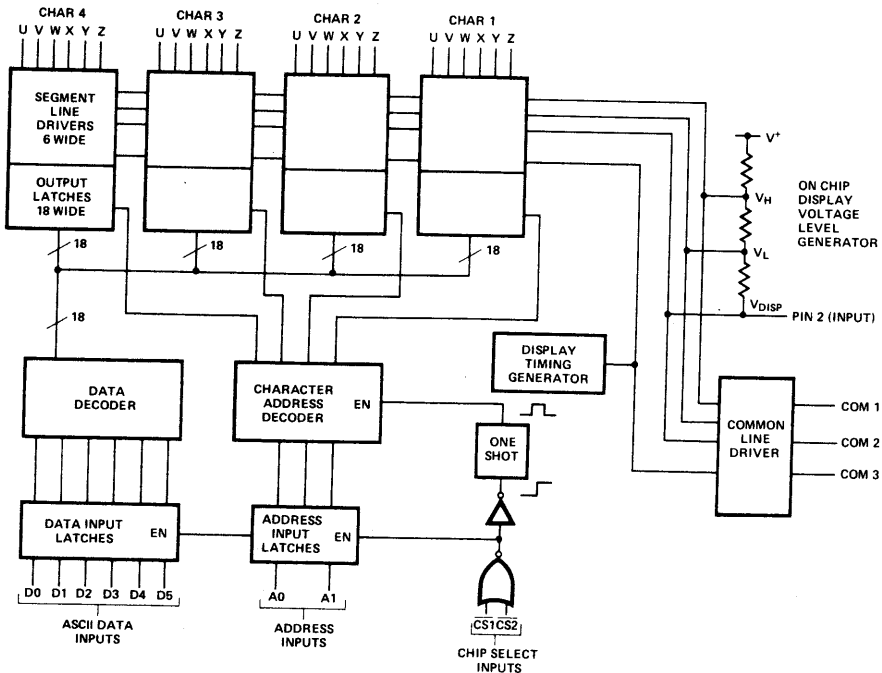 CHAR 4
CHAR 3
CHAR 2
CHAR 1
U V W X Y Z
U V W X Y Z
U V W X Y Z
U V W X Y Z
SEGMENT
LINE
DRIVERS
6 WIDE
OUTPUT
LATCHES
18 WIDE
18
18
18
18
18
V+
VH
VL
VDISP
ON CHIP
DISPLAY
VOLTAGE
LEVEL
GENERATOR
PIN 2 (INPUT)
DISPLAY
TIMING
GENERATOR
DATA
DECODER
CHARACTER
ADDRESS
DECODER
EN
ONE
SHOT
COMMON
LINE
DRIVER
COM 1
COM 2
COM 3
DATA INPUT
LATCHES
EN
ADDRESS
INPUT
LATCHES
EN
D0 D1 D2 D3 D4 D5
ASCII DATA
INPUTS
A0 A1
ADDRESS
INPUTS
C̅S̅1̅ C̅S̅2̅
CHIP SELECT
INPUTS